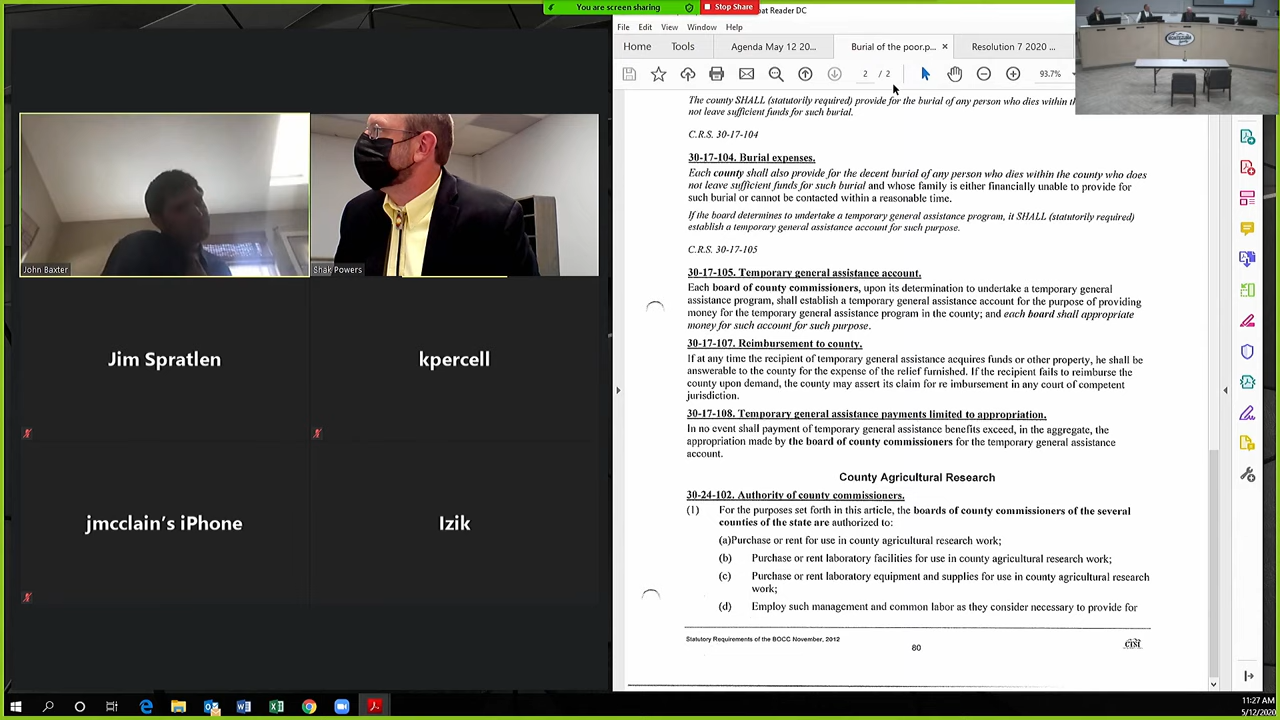 You are screen sharing
Stop Share
bat Reader DC
File Edit View Window Help
Home Tools Agenda May 12 20... Burial of the poor.p... × Resolution 7 2020 ...
2 / 2 93.7%
The county SHALL (statutorily required) provide for the burial of any person who dies within the
not leave sufficient funds for such burial.
C.R.S. 30-17-104
30-17-104. Burial expenses.
Each county shall also provide for the decent burial of any person who dies within the county who does
not leave sufficient funds for such burial and whose family is either financially unable to provide for
such burial or cannot be contacted within a reasonable time.
If the board determines to undertake a temporary general assistance program, it SHALL (statutorily required)
establish a temporary general assistance account for such purpose.
C.R.S. 30-17-105
30-17-105. Temporary general assistance account.
Each board of county commissioners, upon its determination to undertake a temporary general
assistance program, shall establish a temporary general assistance account for the purpose of providing
money for the temporary general assistance program in the county; and each board shall appropriate
money for such account for such purpose.
30-17-107. Reimbursement to county.
If at any time the recipient of temporary general assistance acquires funds or other property, he shall be
answerable to the county for the expense of the relief furnished. If the recipient fails to reimburse the
county upon demand, the county may assert its claim for re imbursement in any court of competent
jurisdiction.
30-17-108. Temporary general assistance payments limited to appropriation.
In no event shall payment of temporary general assistance benefits exceed, in the aggregate, the
appropriation made by the board of county commissioners for the temporary general assistance
account.
County Agricultural Research
30-24-102. Authority of county commissioners.
(1) For the purposes set forth in this article, the boards of county commissioners of the several
counties of the state are authorized to:
(a)Purchase or rent for use in county agricultural research work;
(b) Purchase or rent laboratory facilities for use in county agricultural research work;
(c) Purchase or rent laboratory equipment and supplies for use in county agricultural research
work;
(d) Employ such management and common labor as they consider necessary to provide for
Statutory Requirements of the BOCC November, 2012
80
John Baxter
Shak Powers
Jim Spratlen
kpercell
jmcclain's iPhone
Izik
11:27 AM
5/12/2020